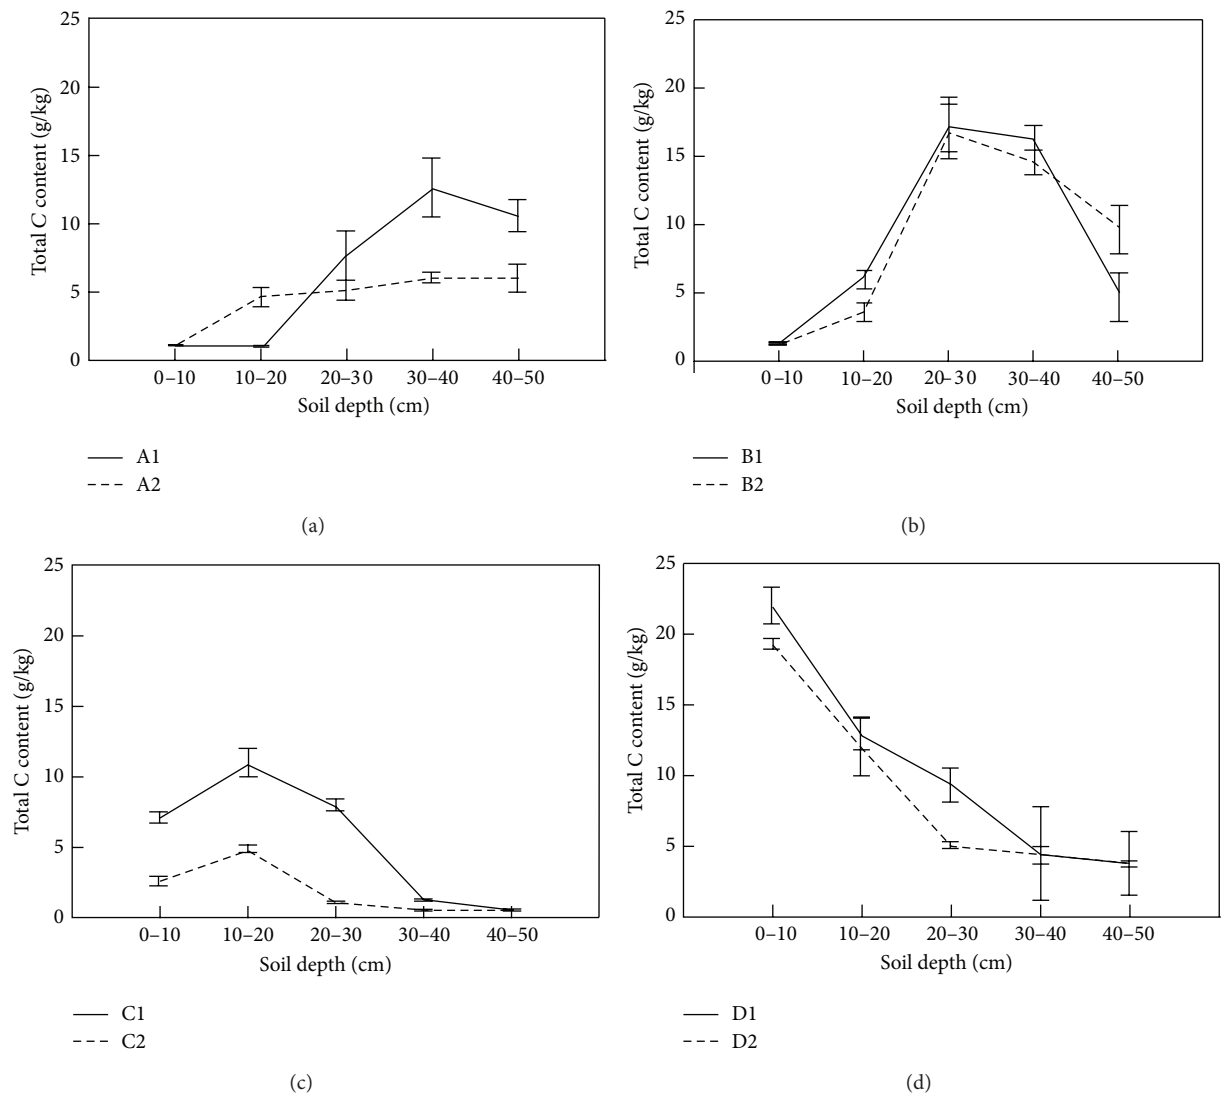 25
20
15
10
5
0
Total C content (g/kg)
0–10 10–20 20–30 30–40 40–50
Soil depth (cm)
A1
A2
(a)
25
20
15
10
5
0
Total C content (g/kg)
0–10 10–20 20–30 30–40 40–50
Soil depth (cm)
B1
B2
(b)
25
20
15
10
5
0
Total C content (g/kg)
0–10 10–20 20–30 30–40 40–50
Soil depth (cm)
C1
C2
(c)
25
20
15
10
5
0
Total C content (g/kg)
0–10 10–20 20–30 30–40 40–50
Soil depth (cm)
D1
D2
(d)